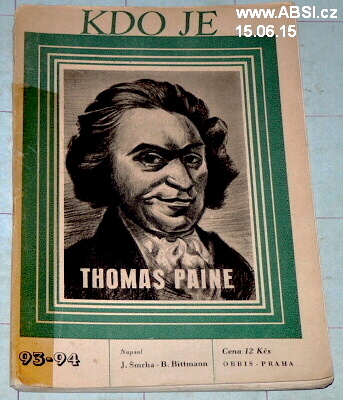 www.ABSI.cz
15.06.15
KDO JE
THOMAS PAINE
93-94
Napsal
J. Smrha - B. Bittmann
Cena 12 Kčs
ORBIS - PRAHA